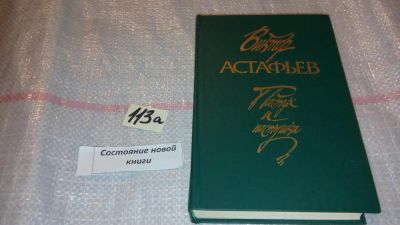 Виктор
АСТАФЬЕВ
Пастух
и
пастушка
113а
Состояние новой
книги